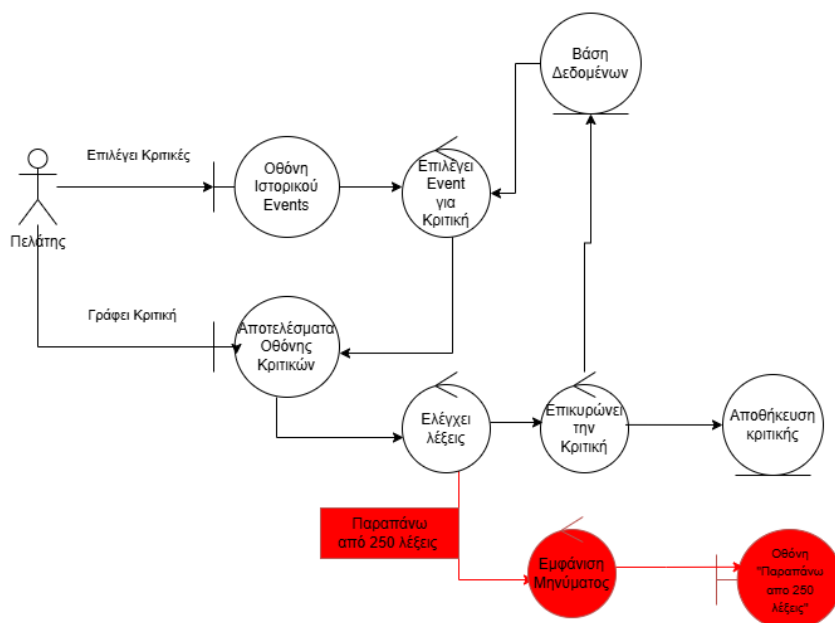 Βάση
Δεδομένων
Επιλέγει Κριτικές
Οθόνη
Ιστορικού
Events
Επιλέγει
Event
για
Κριτική
Πελάτης
Γράφει Κριτική
Αποτελέσματα
Οθόνης
Κριτικών
Ελέγχει
λέξεις
Επικυρώνει
την
Κριτική
Αποθήκευση
κριτικής
Παραπάνω
από 250 λέξεις
Εμφάνιση
Μηνύματος
Οθόνη
"Παραπάνω
απο 250
λέξεις"